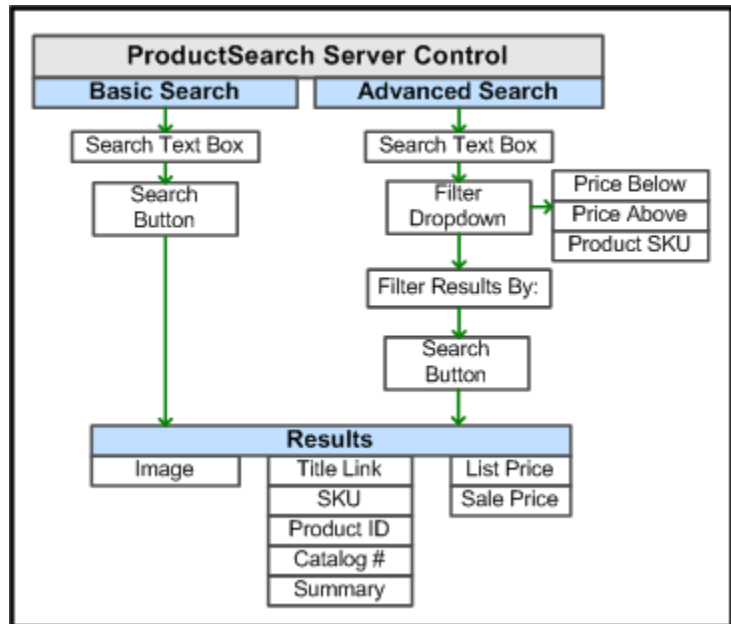 ProductSearch Server Control
Basic Search
Advanced Search
Search Text Box
Search
Button
Search Text Box
Filter
Dropdown
Price Below
Price Above
Product SKU
Filter Results By:
Search
Button
Results
Image
Title Link
SKU
Product ID
Catalog #
Summary
List Price
Sale Price